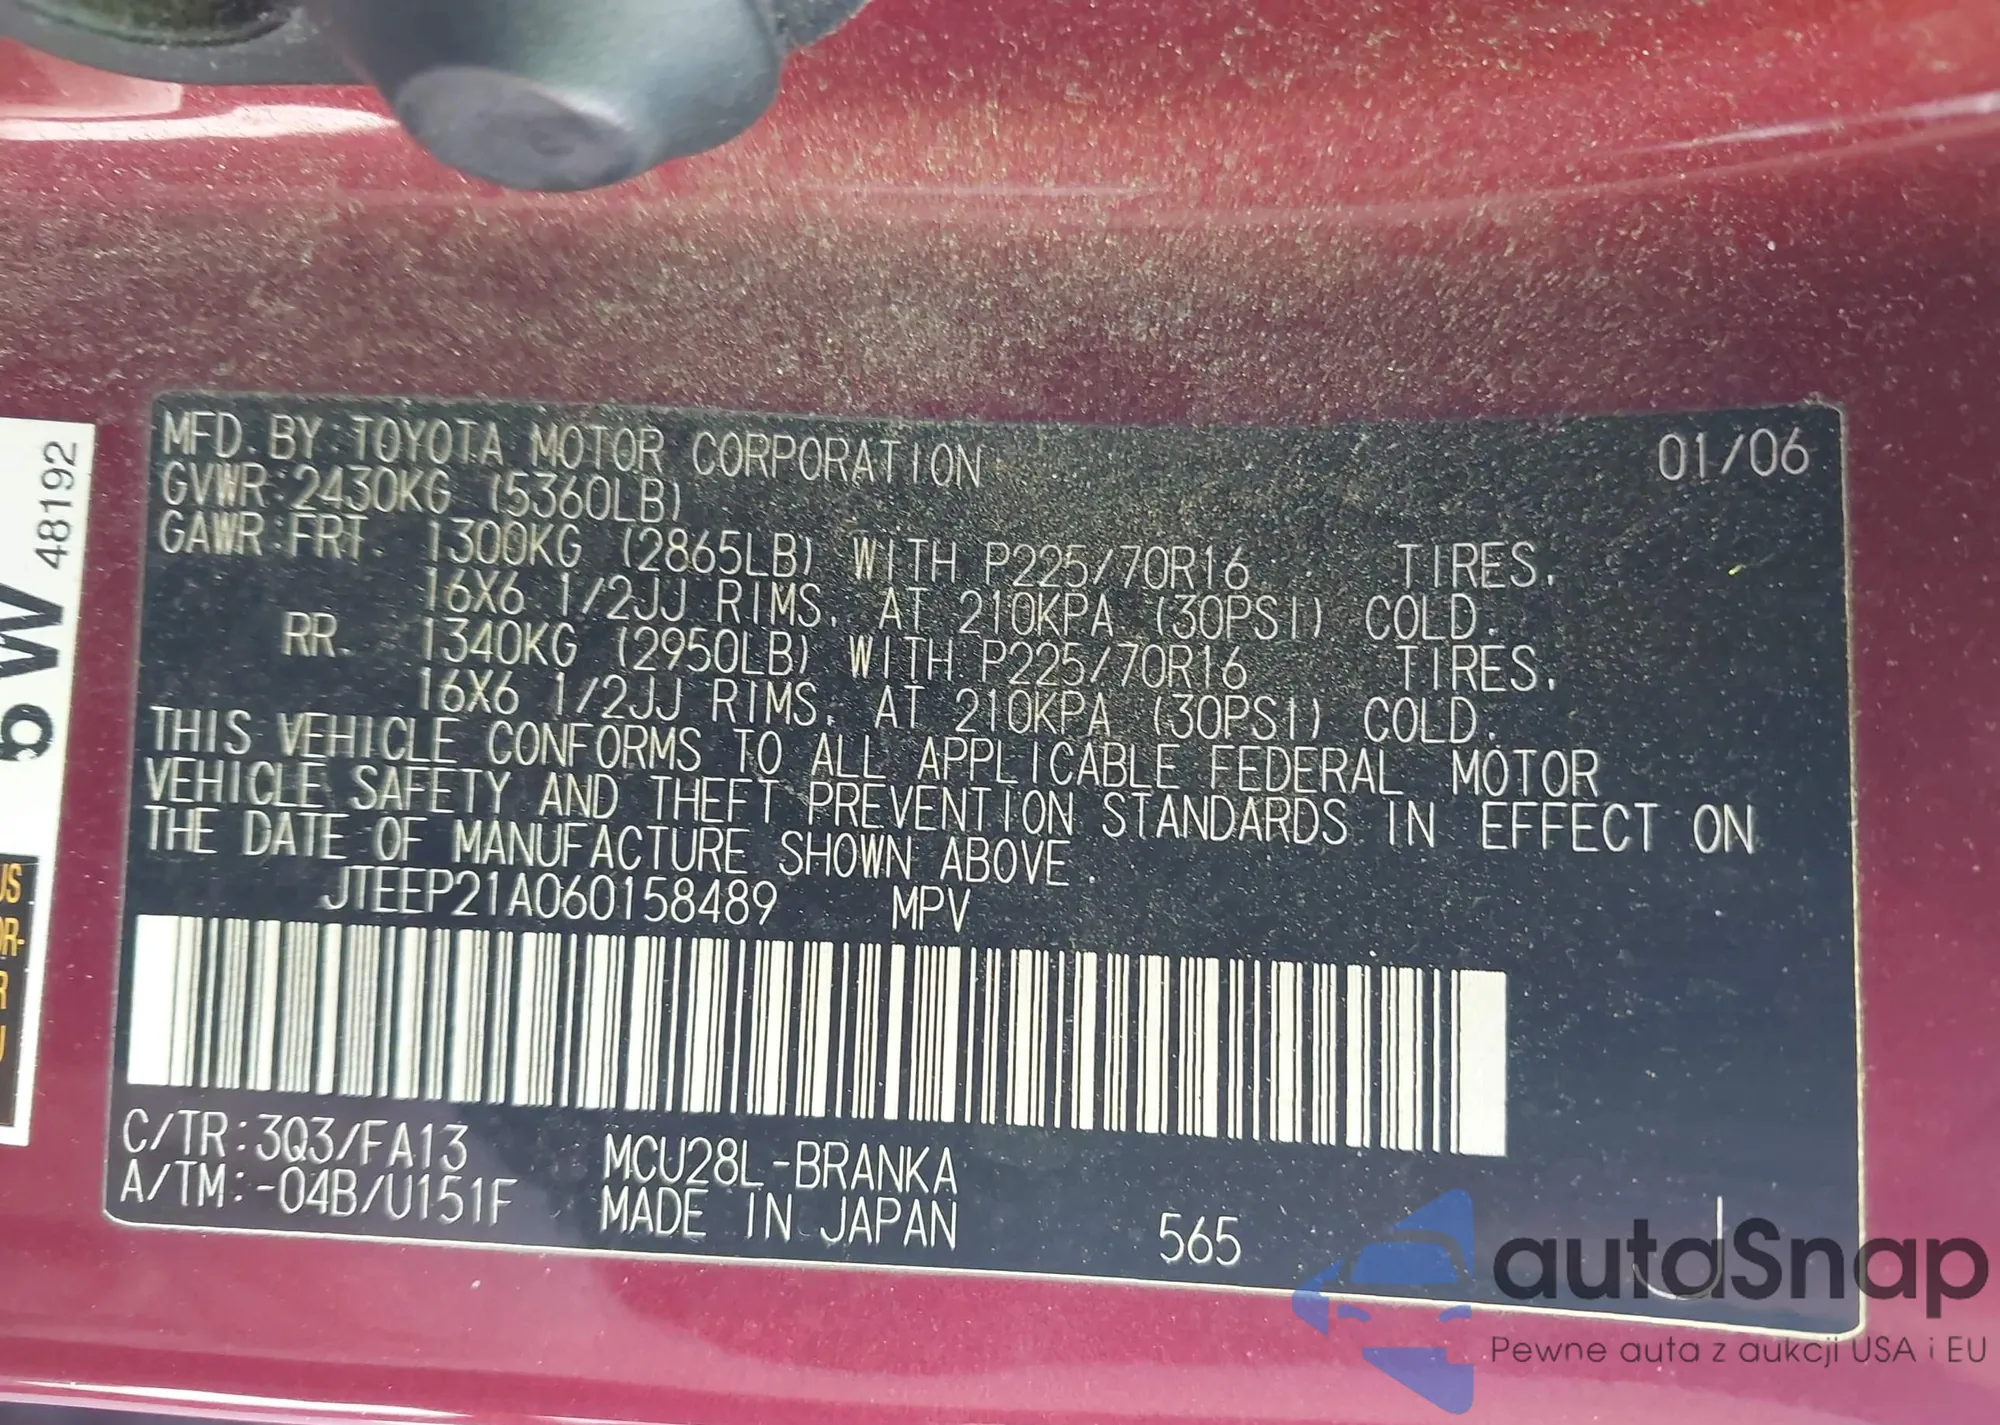 MFD. BY: TOYOTA MOTOR CORPORATION 01/06
GVWR: 2430KG (5360LB)
GAWR: FRT. 1300KG (2865LB) WITH P225/70R16 TIRES,
16X6 1/2JJ RIMS, AT 210KPA (30PSI) COLD.
RR. 1340KG (2950LB) WITH P225/70R16 TIRES,
16X6 1/2JJ RIMS, AT 210KPA (30PSI) COLD.
THIS VEHICLE CONFORMS TO ALL APPLICABLE FEDERAL MOTOR
VEHICLE SAFETY AND THEFT PREVENTION STANDARDS IN EFFECT ON
THE DATE OF MANUFACTURE SHOWN ABOVE.
JTEEP21A060158489 MPV
C/TR: 3Q3/FA13 MCU28L-BRANKA
A/TM: -04B/U151F MADE IN JAPAN 565 J
48192
autoSnap
Pewne auta z aukcji USA i EU